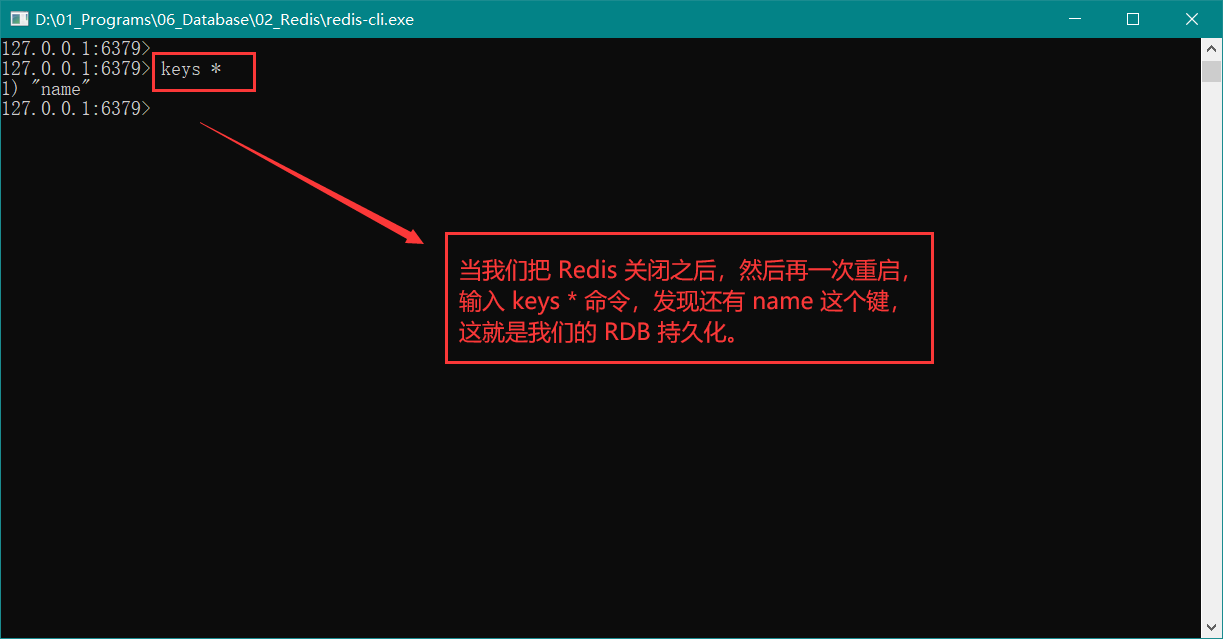 D:\01_Programs\06_Database\02_Redis\redis-cli.exe
127.0.0.1:6379>
127.0.0.1:6379> keys *
1) "name"
127.0.0.1:6379>
当我们把 Redis 关闭之后，然后再一次重启，
输入 keys * 命令，发现还有 name 这个键，
这就是我们的 RDB 持久化。